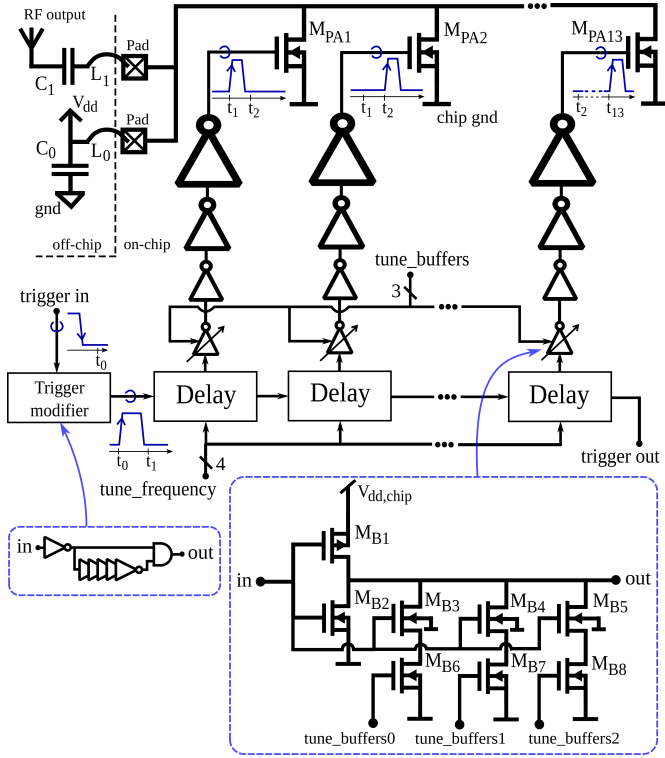 RF output
C1
L1
Pad
MPA1
MPA2
MPA13
Vdd
Pad
t1 t2
t1 t2
t2 t13
chip gnd
C0
L0
gnd
off-chip
on-chip
tune_buffers
3
trigger in
t0
Trigger
modifier
Delay
Delay
Delay
t0 t1
4
tune_frequency
trigger out
in
out
Vdd,chip
MB1
in
out
MB2
MB3
MB4
MB5
MB6
MB7
MB8
tune_buffers0
tune_buffers1
tune_buffers2